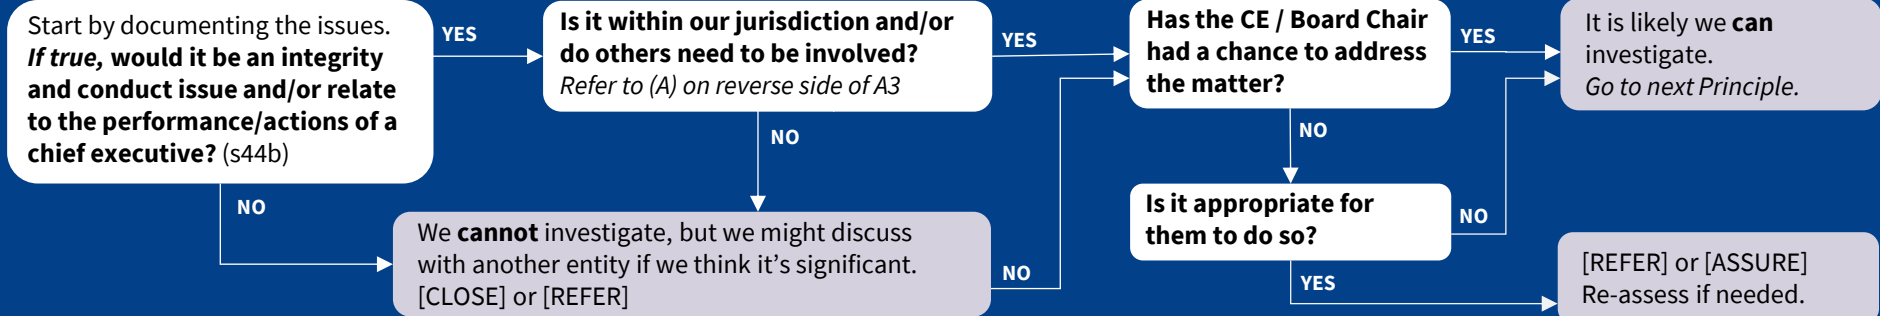 Start by documenting the issues.
If true, would it be an integrity
and conduct issue and/or relate
to the performance/actions of a
chief executive? (s44b)
YES
NO
Is it within our jurisdiction and/or
do others need to be involved?
Refer to (A) on reverse side of A3
YES
NO
We cannot investigate, but we might discuss
with another entity if we think it’s significant.
[CLOSE] or [REFER]
NO
Has the CE / Board Chair
had a chance to address
the matter?
YES
NO
Is it appropriate for
them to do so?
NO
YES
It is likely we can
investigate.
Go to next Principle.
[REFER] or [ASSURE]
Re-assess if needed.